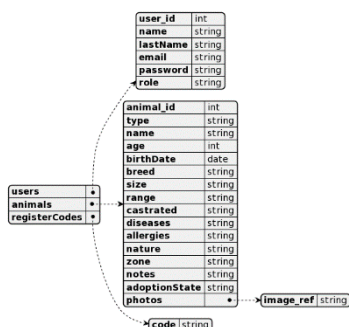 user_id int
name string
lastName string
email string
password string
role string
animal_id int
type string
name string
age int
birthDate date
breed string
size string
range string
castrated string
diseases string
allergies string
nature string
zone string
notes string
adoptionState string
photos
users
animals
registerCodes
image_ref string
code string